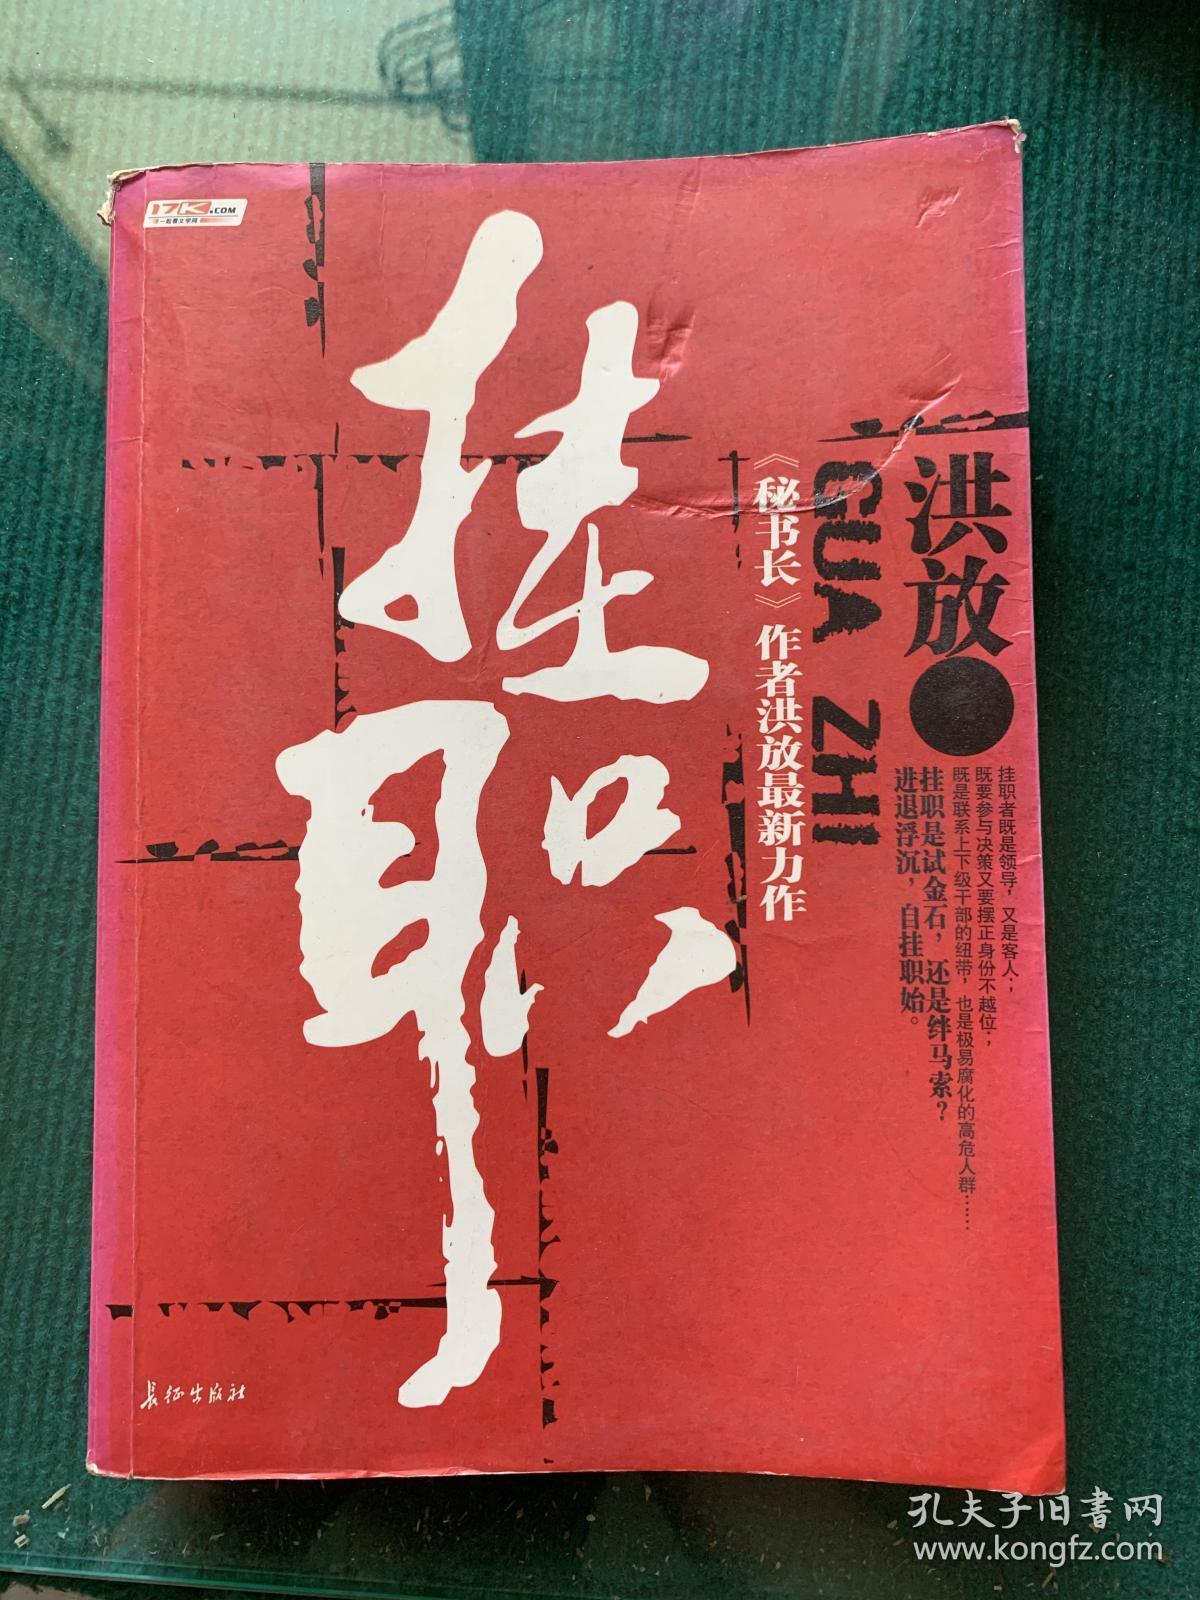 17K.COM
一起看文学网
挂职
《秘书长》作者洪放最新力作
GUA ZHI
洪放
挂职者既是领导，又是客人；
既要参与决策又要摆正身份不越位；
既是联系上下级干部的纽带，也是极易腐化的高危人群……
挂职是试金石，还是绊马索？
进退浮沉，自挂职始。
长征出版社
孔夫子旧书网
www.kongfz.com